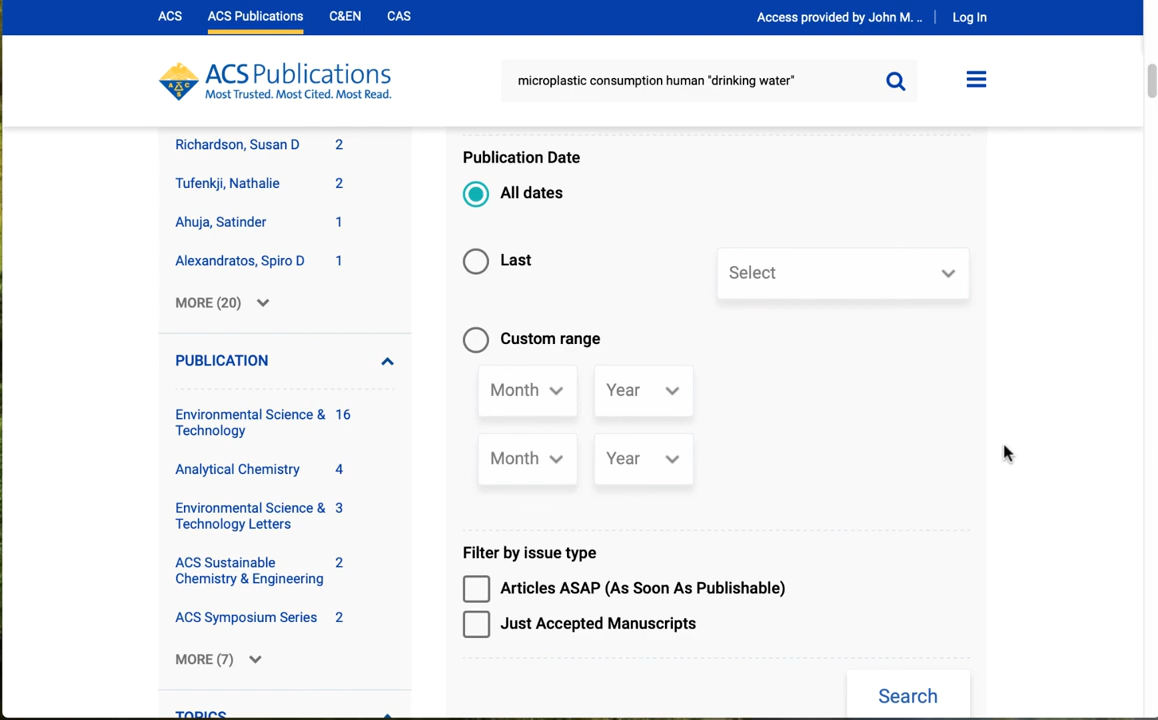 ACS ACS Publications C&EN CAS Access provided by John M. .. Log In
ACS Publications
Most Trusted. Most Cited. Most Read.
microplastic consumption human "drinking water"
Richardson, Susan D 2
Tufenkji, Nathalie 2
Ahuja, Satinder 1
Alexandratos, Spiro D 1
MORE (20)
PUBLICATION
Environmental Science & 16
Technology
Analytical Chemistry 4
Environmental Science & 3
Technology Letters
ACS Sustainable 2
Chemistry & Engineering
ACS Symposium Series 2
MORE (7)
TOPICS
Publication Date
All dates
Last Select
Custom range
Month Year
Month Year
Filter by issue type
Articles ASAP (As Soon As Publishable)
Just Accepted Manuscripts
Search